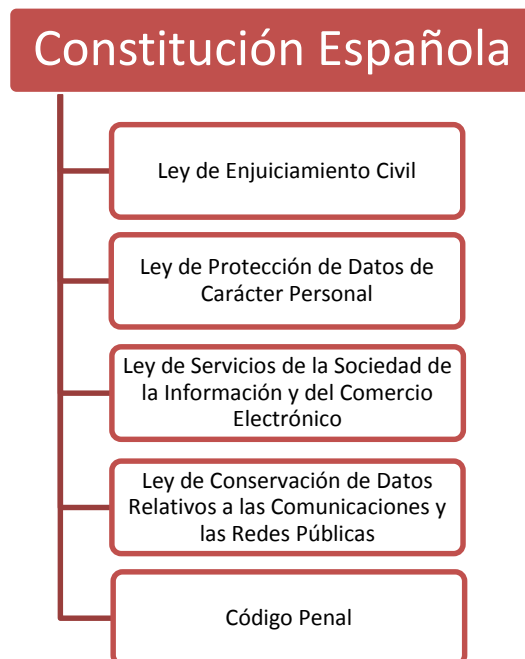 Constitución Española
Ley de Enjuiciamiento Civil
Ley de Protección de Datos de
Carácter Personal
Ley de Servicios de la Sociedad de
la Información y del Comercio
Electrónico
Ley de Conservación de Datos
Relativos a las Comunicaciones y
las Redes Públicas
Código Penal